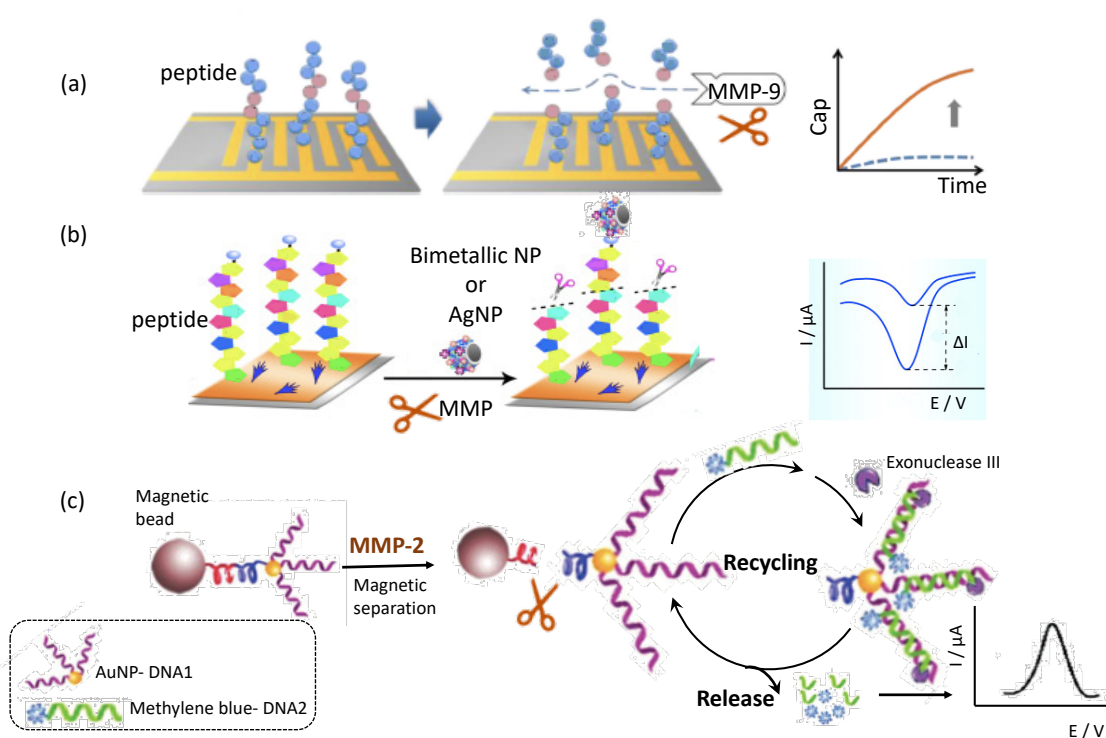 (a)
peptide
MMP-9
Cap
Time
(b)
peptide
Bimetallic NP
or
AgNP
MMP
I / µA
ΔI
E / V
(c)
Magnetic
bead
MMP-2
Magnetic
separation
Exonuclease III
Recycling
Release
I / µA
E / V
AuNP- DNA1
Methylene blue- DNA2